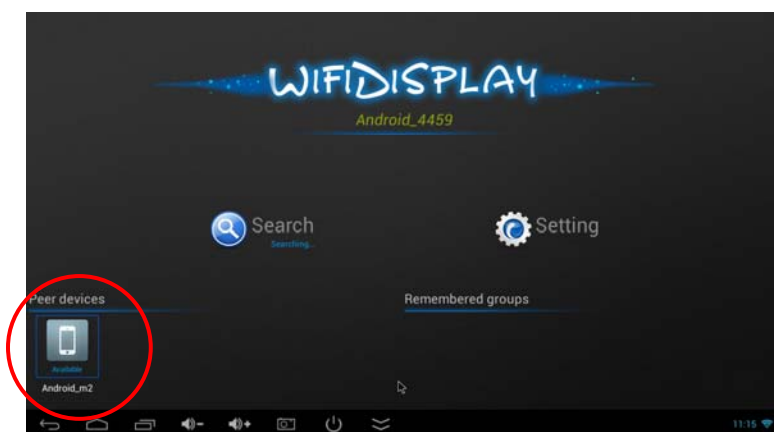 WIFIDISPLAY
Android_4459
Search
Searching...
Setting
Peer devices
Remembered groups
Available
Android_m2
11:15